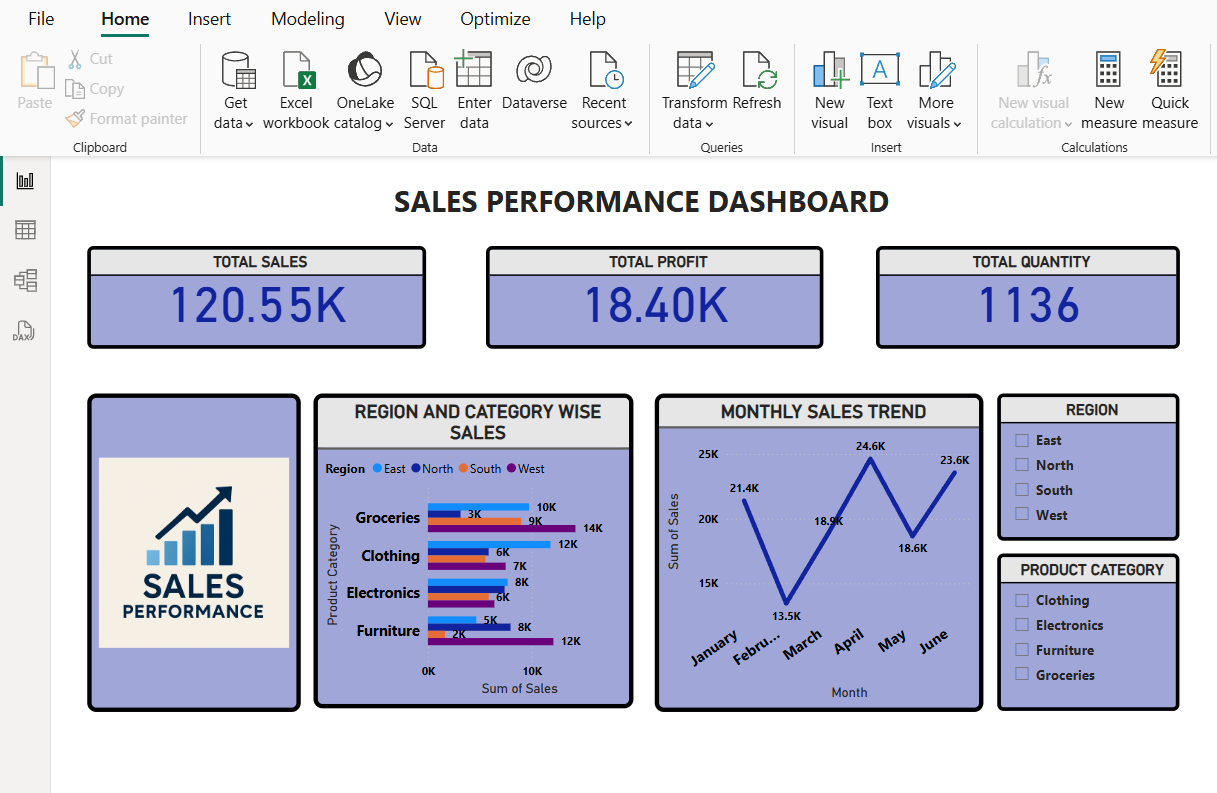 File Home Insert Modeling View Optimize Help
Paste
Cut
Copy
Format painter
Clipboard
Get data
Excel workbook
OneLake catalog
SQL Server
Enter data
Dataverse
Recent sources
Data
Transform data
Refresh
Queries
New visual
Text box
More visuals
Insert
New visual calculation
New measure
Quick measure
Calculations
DAX
SALES PERFORMANCE DASHBOARD
TOTAL SALES
120.55K
TOTAL PROFIT
18.40K
TOTAL QUANTITY
1136
SALES
PERFORMANCE
REGION AND CATEGORY WISE
SALES
Region East North South West
Product Category
Groceries 10K 3K 9K 14K
Clothing 12K 6K 7K
Electronics 8K 6K
Furniture 5K 8K 2K 12K
0K 10K
Sum of Sales
MONTHLY SALES TREND
Sum of Sales
25K
20K
15K
21.4K
13.5K
18.9K
24.6K
18.6K
23.6K
January Febru... March April May June
Month
REGION
East
North
South
West
PRODUCT CATEGORY
Clothing
Electronics
Furniture
Groceries